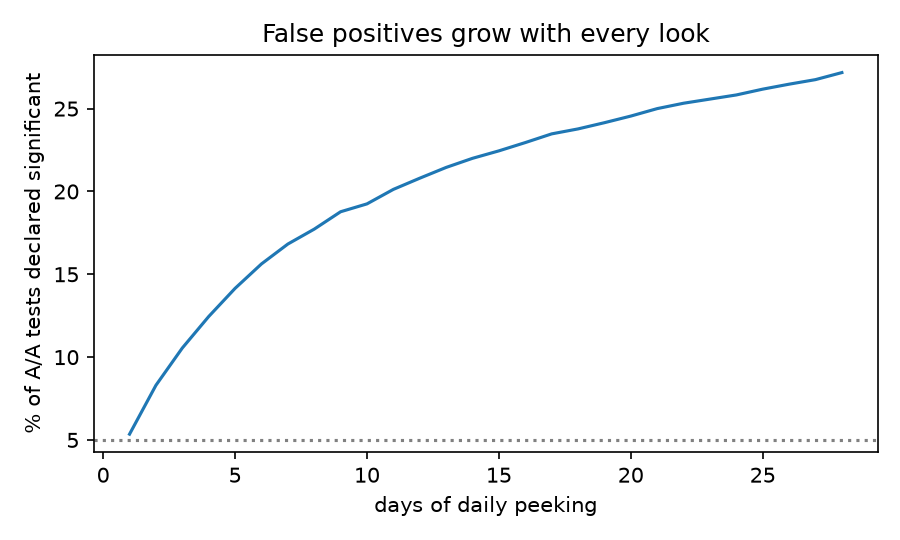 False positives grow with every look
% of A/A tests declared significant
25
20
15
10
5
0 5 10 15 20 25
days of daily peeking